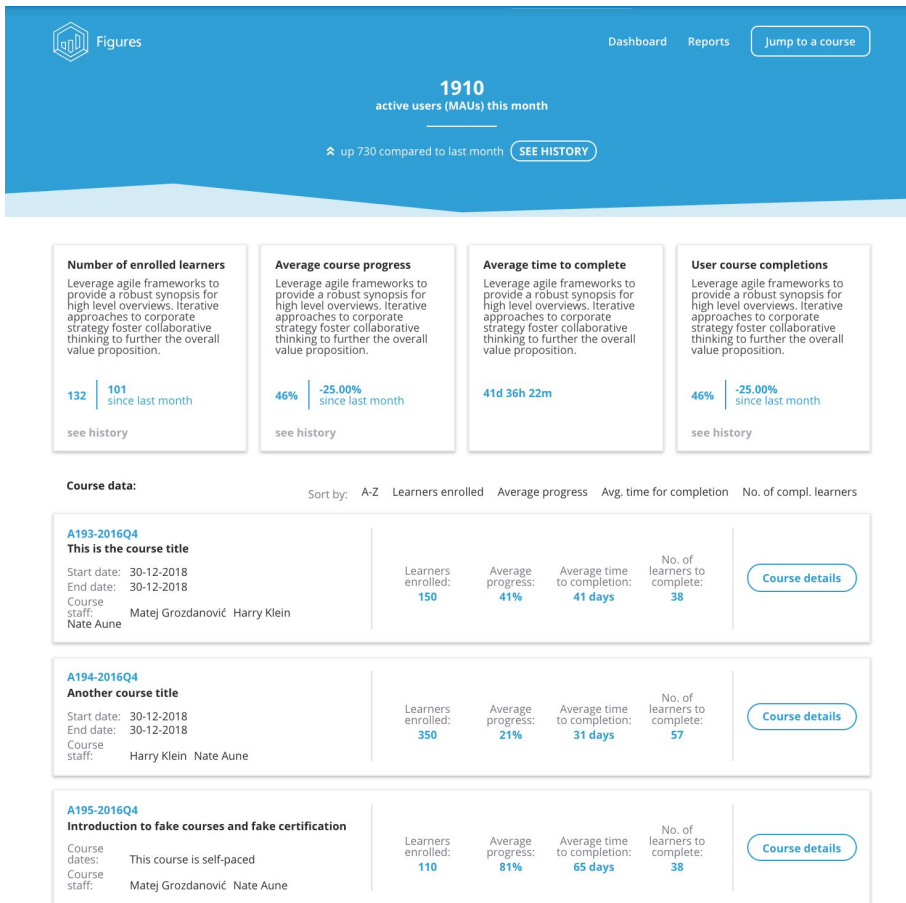 Figures
Dashboard Reports Jump to a course
1910
active users (MAUs) this month
up 730 compared to last month SEE HISTORY
Number of enrolled learners
Leverage agile frameworks to
provide a robust synopsis for
high level overviews. Iterative
approaches to corporate
strategy foster collaborative
thinking to further the overall
value proposition.
132
101
since last month
see history
Average course progress
Leverage agile frameworks to
provide a robust synopsis for
high level overviews. Iterative
approaches to corporate
strategy foster collaborative
thinking to further the overall
value proposition.
46%
-25.00%
since last month
see history
Average time to complete
Leverage agile frameworks to
provide a robust synopsis for
high level overviews. Iterative
approaches to corporate
strategy foster collaborative
thinking to further the overall
value proposition.
41d 36h 22m
User course completions
Leverage agile frameworks to
provide a robust synopsis for
high level overviews. Iterative
approaches to corporate
strategy foster collaborative
thinking to further the overall
value proposition.
46%
-25.00%
since last month
see history
Course data:
Sort by: A-Z Learners enrolled Average progress Avg. time for completion No. of compl. learners
A193-2016Q4
This is the course title
Start date: 30-12-2018
End date: 30-12-2018
Course
staff: Matej Grozdanović Harry Klein
Nate Aune
Learners
enrolled:
150
Average
progress:
41%
Average time
to completion:
41 days
No. of
learners to
complete:
38
Course details
A194-2016Q4
Another course title
Start date: 30-12-2018
End date: 30-12-2018
Course
staff: Harry Klein Nate Aune
Learners
enrolled:
350
Average
progress:
21%
Average time
to completion:
31 days
No. of
learners to
complete:
57
Course details
A195-2016Q4
Introduction to fake courses and fake certification
Course
dates: This course is self-paced
Course
staff: Matej Grozdanović Nate Aune
Learners
enrolled:
110
Average
progress:
81%
Average time
to completion:
65 days
No. of
learners to
complete:
38
Course details